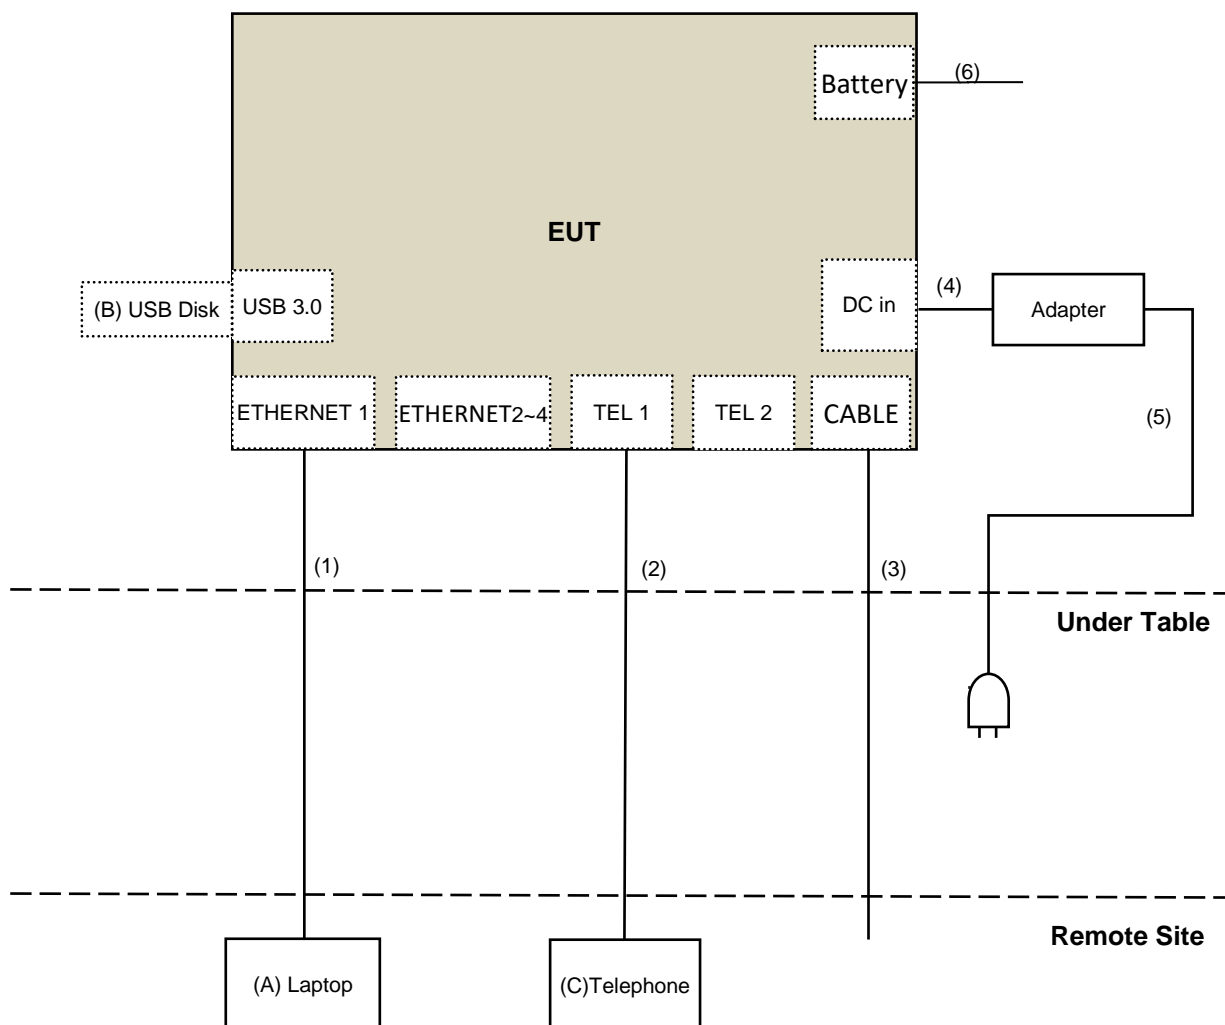 (6)
Battery
EUT
(B) USB Disk
USB 3.0
DC in
(4)
Adapter
ETHERNET 1
ETHERNET2~4
TEL 1
TEL 2
CABLE
(5)
(1)
(2)
(3)
Under Table
Remote Site
(A) Laptop
(C)Telephone